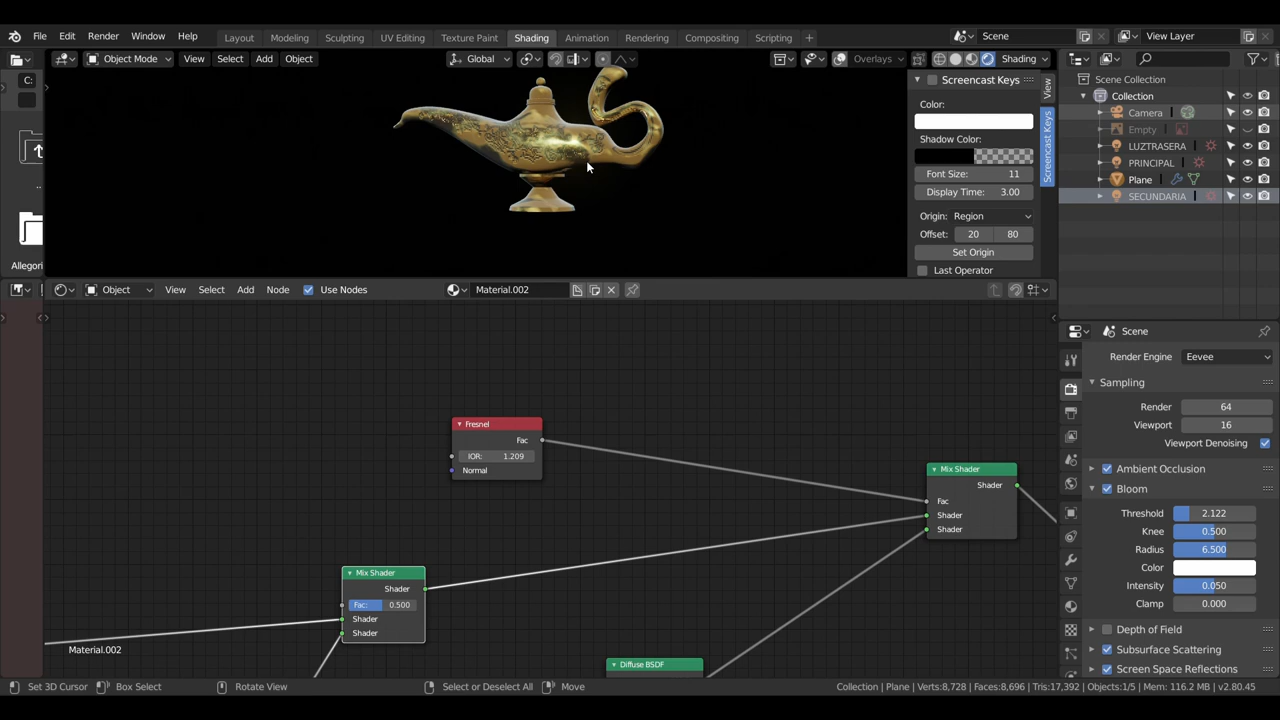 File Edit Render Window Help Layout Modeling Sculpting UV Editing Texture Paint Shading Animation Rendering Compositing Scripting + Scene View Layer
Object Mode View Select Add Object Global Overlays Shading
Screencast Keys
Color:
Shadow Color:
Font Size: 11
Display Time: 3.00
Origin: Region
Offset: 20 80
Set Origin
Last Operator
View
Screencast Keys
C:
..
Allegori
Scene Collection
Collection
Camera
Empty
LUZTRASERA
PRINCIPAL
Plane
SECUNDARIA
Object View Select Add Node Use Nodes Material.002
Fresnel
Fac
IOR: 1.209
Normal
Mix Shader
Shader
Fac
Shader
Shader
Mix Shader
Shader
Fac: 0.500
Shader
Shader
Diffuse BSDF
Material.002
Scene
Render Engine Eevee
Sampling
Render 64
Viewport 16
Viewport Denoising
Ambient Occlusion
Bloom
Threshold 2.122
Knee 0.500
Radius 6.500
Color
Intensity 0.050
Clamp 0.000
Depth of Field
Subsurface Scattering
Screen Space Reflections
Set 3D Cursor Box Select Rotate View Select or Deselect All Move Collection | Plane | Verts:8,728 | Faces:8,696 | Tris:17,392 | Objects:1/5 | Mem: 116.2 MB | v2.80.45